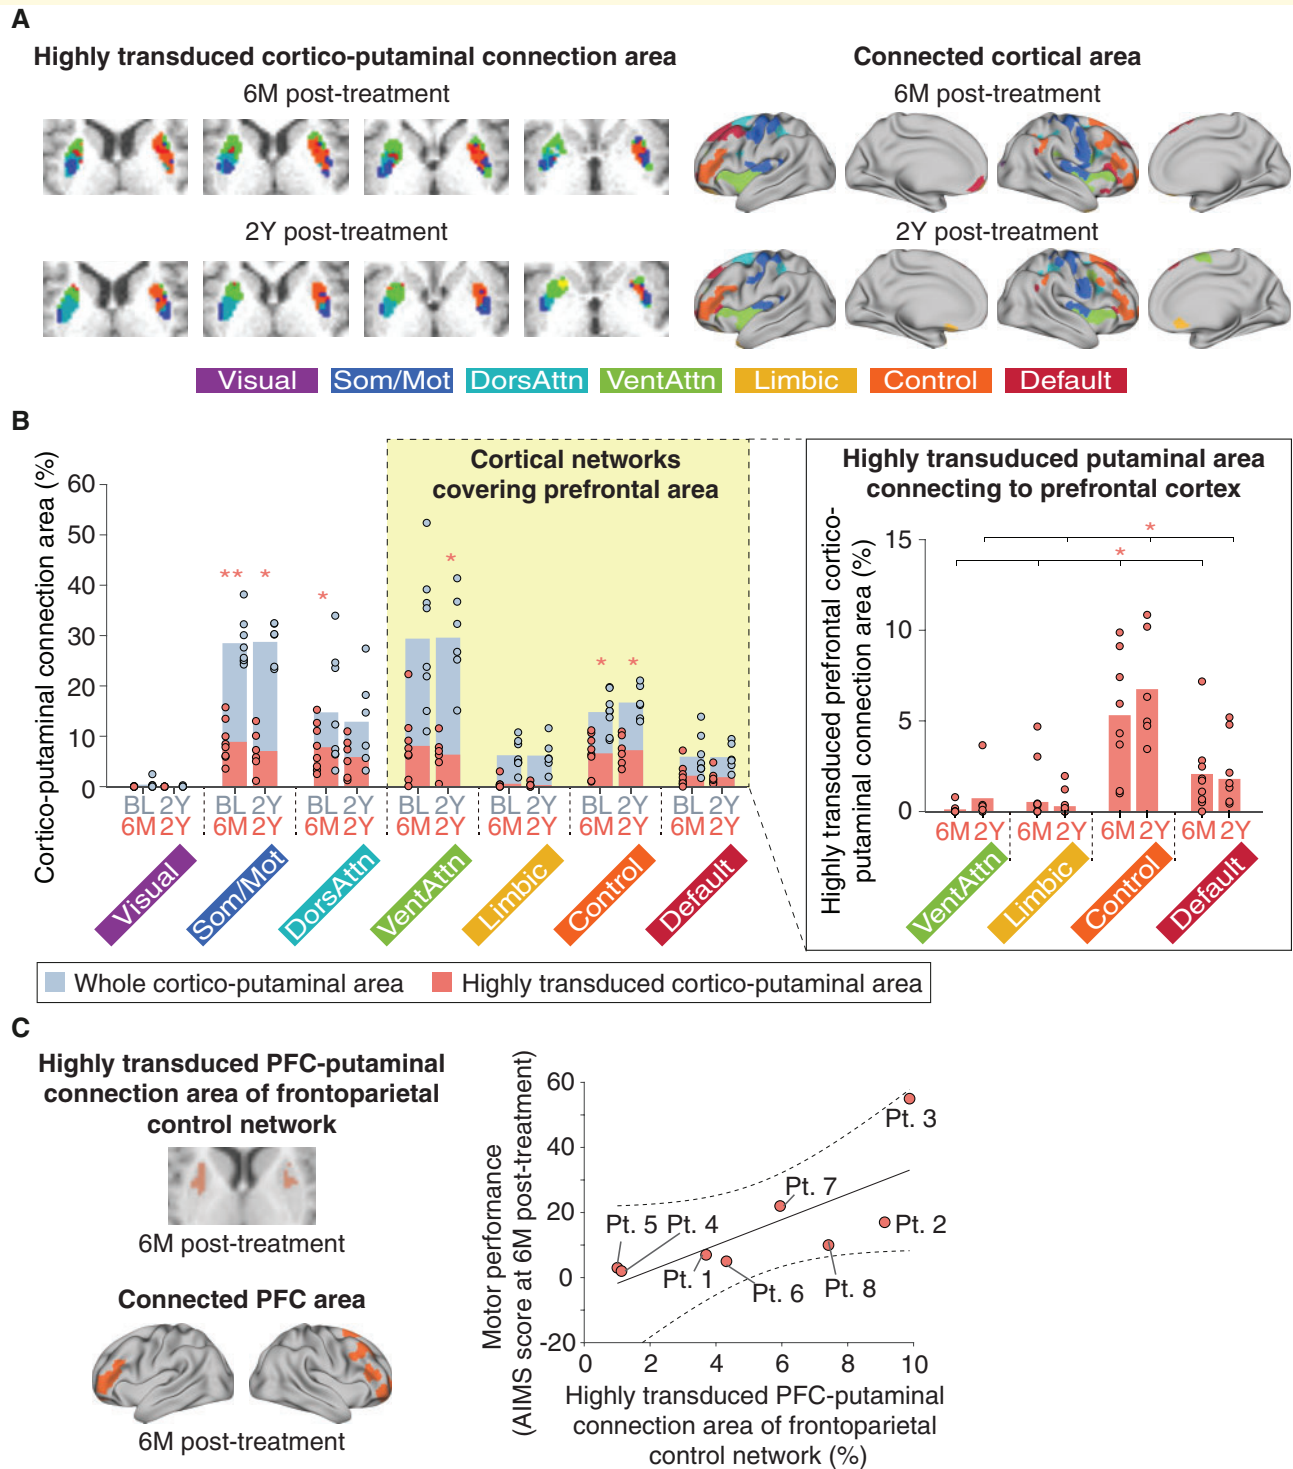 A
Highly transduced cortico-putaminal connection area
Connected cortical area
6M post-treatment
6M post-treatment
2Y post-treatment
2Y post-treatment
Visual
Som/Mot
DorsAttn
VentAttn
Limbic
Control
Default
B
Cortico-putaminal connection area (%)
60
50
40
30
20
10
0
Cortical networks
covering prefrontal area
** * * * * *
BL 2Y BL 2Y BL 2Y BL 2Y BL 2Y BL 2Y BL 2Y
6M 2Y 6M 2Y 6M 2Y 6M 2Y 6M 2Y 6M 2Y 6M 2Y
Visual
Som/Mot
DorsAttn
VentAttn
Limbic
Control
Default
Highly transuduced putaminal area
connecting to prefrontal cortex
Highly transduced prefrontal cortico-
putaminal connection area (%)
15
10
5
0
*
*
6M 2Y 6M 2Y 6M 2Y 6M 2Y
VentAttn
Limbic
Control
Default
Whole cortico-putaminal area
Highly transduced cortico-putaminal area
C
Highly transduced PFC-putaminal
connection area of frontoparietal
control network
6M post-treatment
Connected PFC area
6M post-treatment
Motor perfornance
(AIMS score at 6M post-treatment)
60
40
20
0
-20
Pt. 3
Pt. 7
Pt. 5
Pt. 4
Pt. 2
Pt. 1
Pt. 6
Pt. 8
0 2 4 6 8 10
Highly transduced PFC-putaminal
connection area of frontoparietal
control network (%)